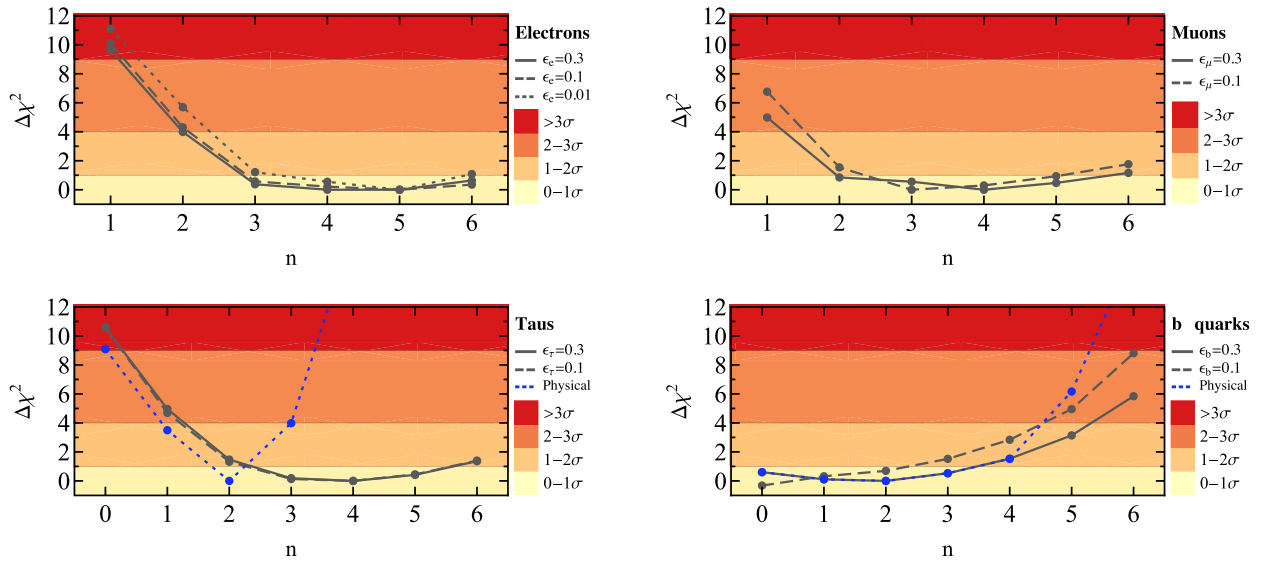 12
10
8
6
4
2
0
Δχ²
1 2 3 4 5 6
n
Electrons
ϵe=0.3
ϵe=0.1
ϵe=0.01
>3σ
2−3σ
1−2σ
0−1σ
12
10
8
6
4
2
0
Δχ²
1 2 3 4 5 6
n
Muons
ϵμ=0.3
ϵμ=0.1
>3σ
2−3σ
1−2σ
0−1σ
12
10
8
6
4
2
0
Δχ²
0 1 2 3 4 5 6
n
Taus
ϵτ=0.3
ϵτ=0.1
Physical
>3σ
2−3σ
1−2σ
0−1σ
12
10
8
6
4
2
0
Δχ²
0 1 2 3 4 5 6
n
b quarks
ϵb=0.3
ϵb=0.1
Physical
>3σ
2−3σ
1−2σ
0−1σ